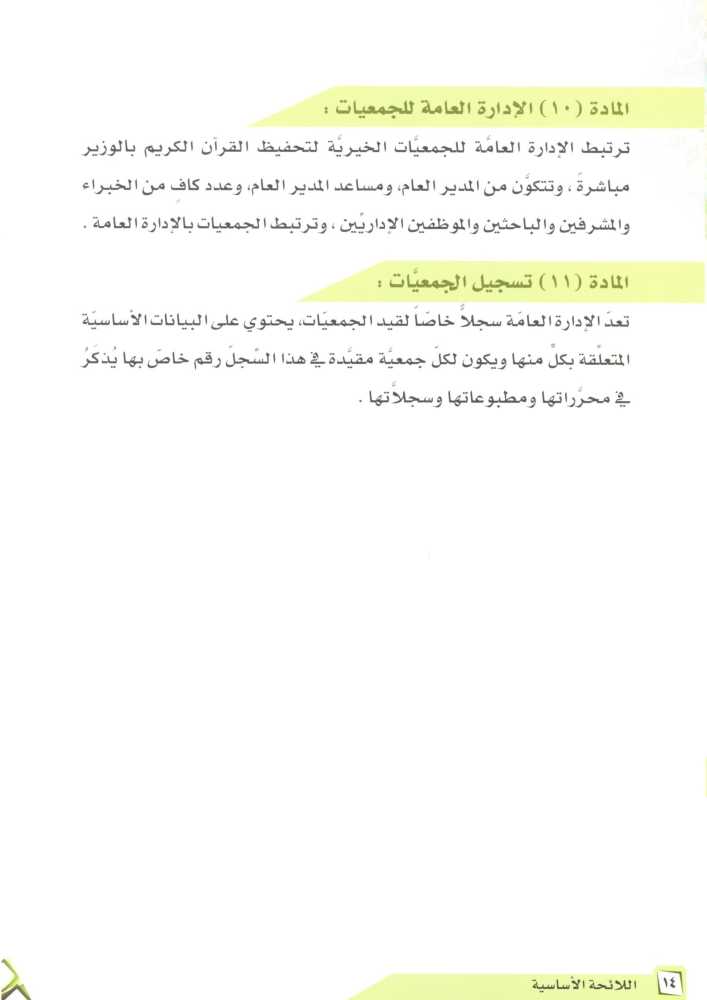 المادة (١٠) الإدارة العامة للجمعيات :
ترتبط الإدارة العامَّة للجمعيَّات الخيريَّة لتحفيظ القرآن الكريم بالوزير
مباشرةً ، وتتكوَّن من المدير العام، ومساعد المدير العام، وعدد كافٍ من الخبراء
والمشرفين والباحثين والموظفين الإداريِّين ، وترتبط الجمعيات بالإدارة العامة .
المادة (١١) تسجيل الجمعيَّات :
تعدّ الإدارة العامّة سجلاًّ خاصّاً لقيد الجمعيّات، يحتوي على البيانات الأساسيّة
المتعلّقة بكلٍّ منها ويكون لكلّ جمعيَّة مقيَّدة في هذا السِّجلّ رقم خاصّ بها يُذكَرُ
في محرَّراتها ومطبوعاتها وسجلاَّتها .
١٤ اللائحة الأساسية